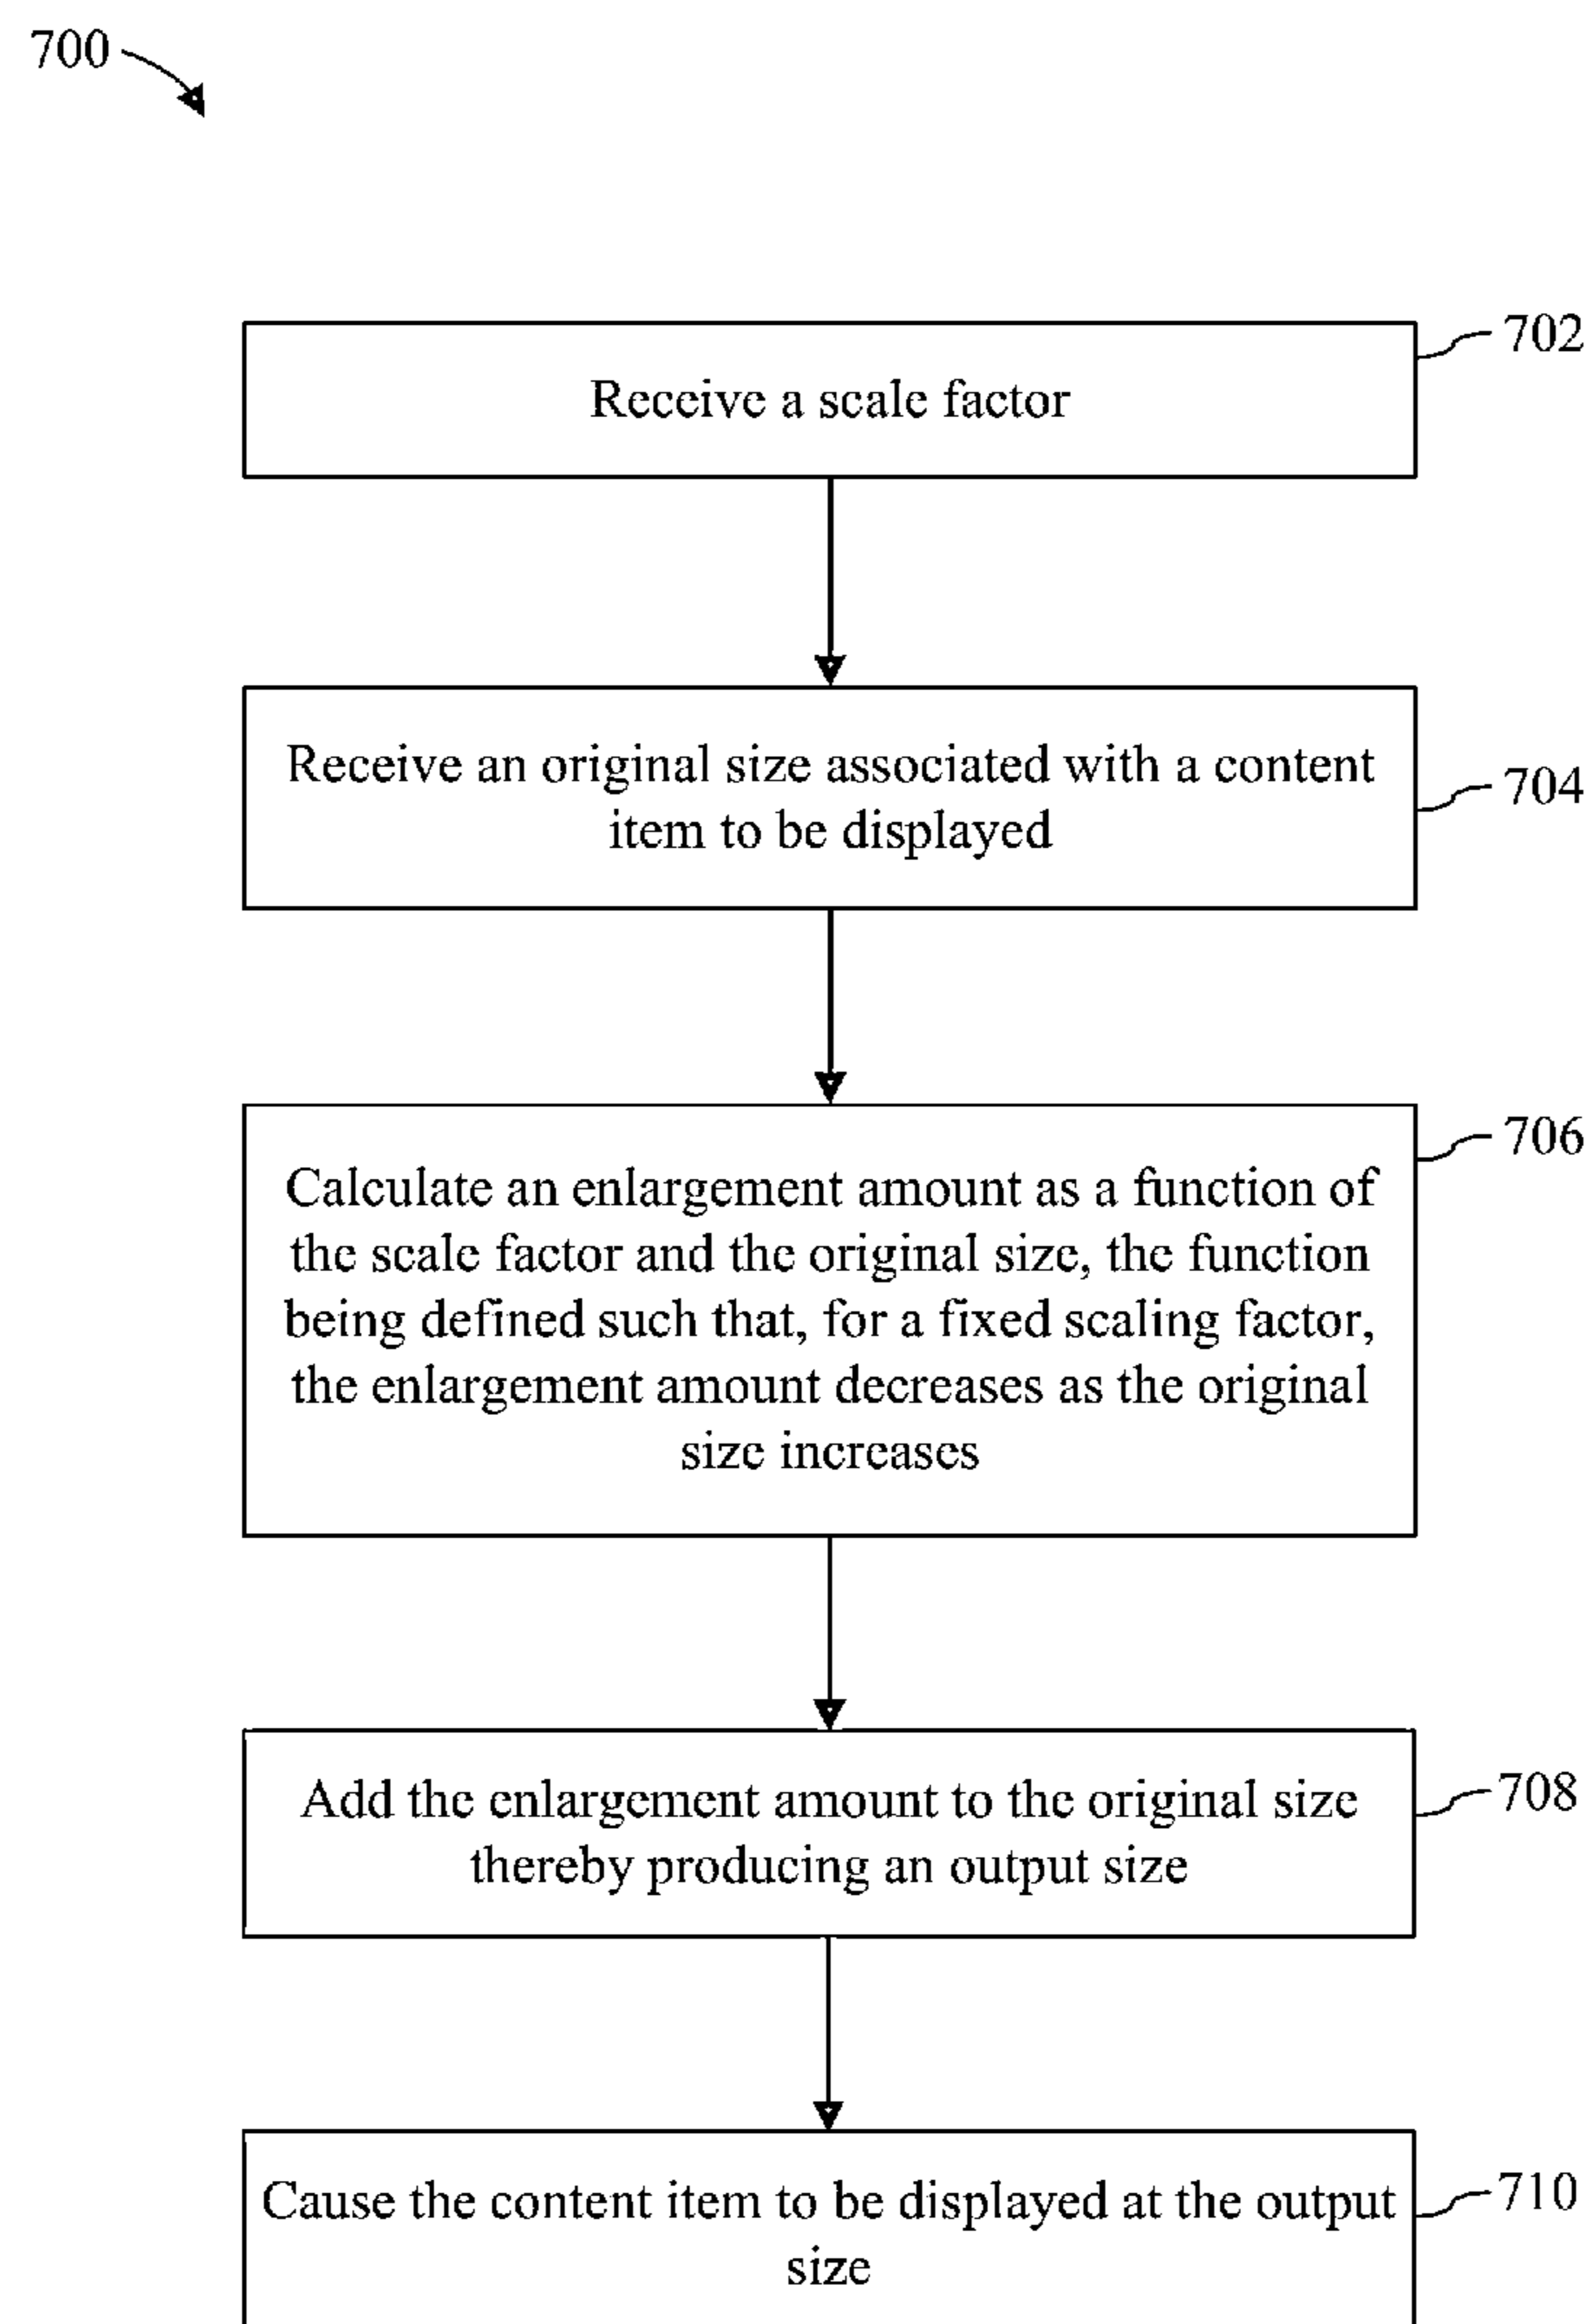 700
702
Receive a scale factor
Receive an original size associated with a content
item to be displayed
704
706
Calculate an enlargement amount as a function of
the scale factor and the original size, the function
being defined such that, for a fixed scaling factor,
the enlargement amount decreases as the original
size increases
Add the enlargement amount to the original size
thereby producing an output size
708
Cause the content item to be displayed at the output
size
710